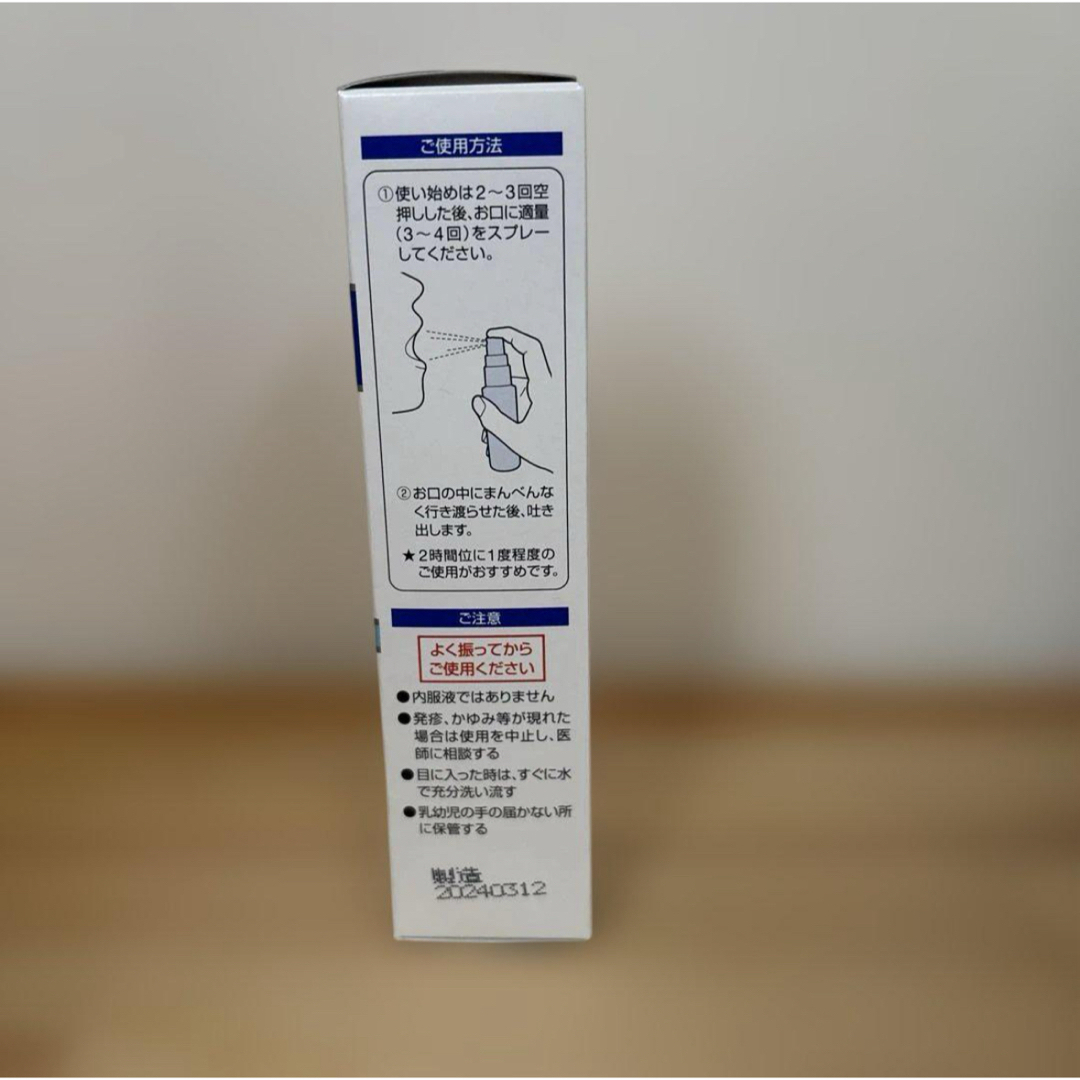 ご使用方法
①使い始めは2〜3回空
押しした後、お口に適量
(3〜4回)をスプレー
してください。
②お口の中にまんべんな
く行き渡らせた後、吐き
出します。
★2時間位に1度程度の
ご使用がおすすめです。
ご注意
よく振ってから
ご使用ください
●内服液ではありません
●発疹、かゆみ等が現れた
場合は使用を中止し、医
師に相談する
●目に入った時は、すぐに水
で充分洗い流す
●乳幼児の手の届かない所
に保管する
製造
20240312